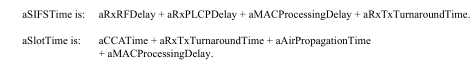 aSIFSTime is: aRxRFDelay + aRxPLCPDelay + aMACProcessingDelay + aRxTxTurnaroundTime.
aSlotTime is: aCCATime + aRxTxTurnaroundTime + aAirPropagationTime
+ aMACProcessingDelay.